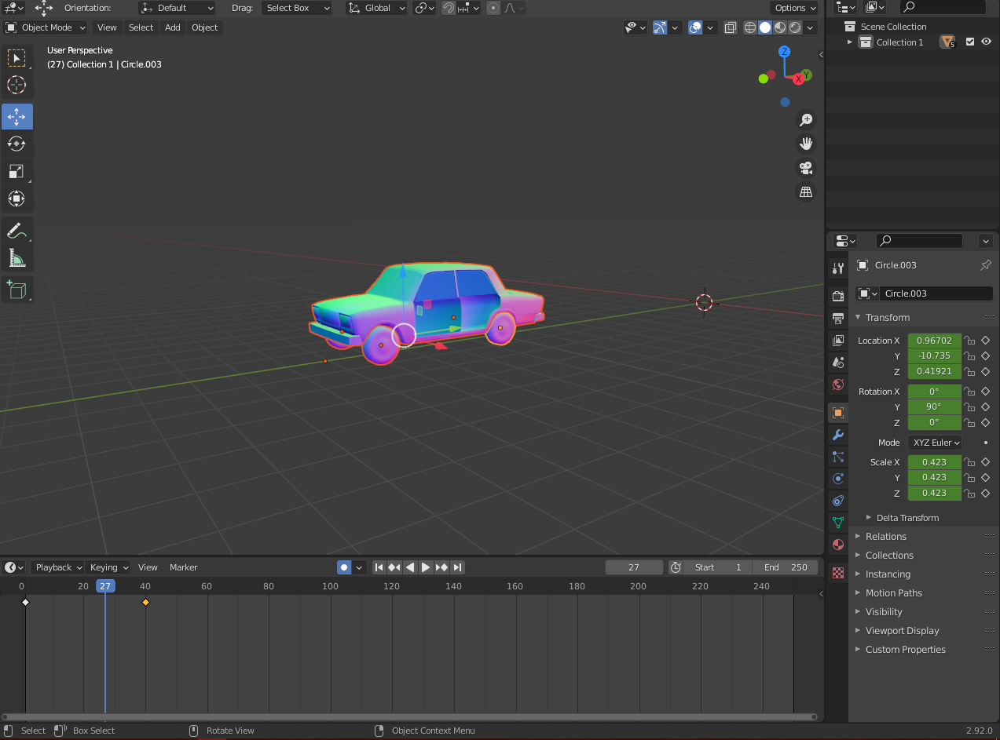 Orientation: Default Drag: Select Box Global Options
Object Mode View Select Add Object
User Perspective
(27) Collection 1 | Circle.003
Z
X
Y
Scene Collection
Collection 1 5
Circle.003
Circle.003
Transform
Location X 0.96702
Y -10.735
Z 0.41921
Rotation X 0°
Y 90°
Z 0°
Mode XYZ Euler
Scale X 0.423
Y 0.423
Z 0.423
Delta Transform
Relations
Collections
Instancing
Motion Paths
Visibility
Viewport Display
Custom Properties
Playback Keying View Marker 27 Start 1 End 250
0 20 27 40 60 80 100 120 140 160 180 200 220 240
Select Box Select Rotate View Object Context Menu 2.92.0